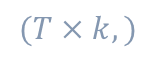 (T × k,)